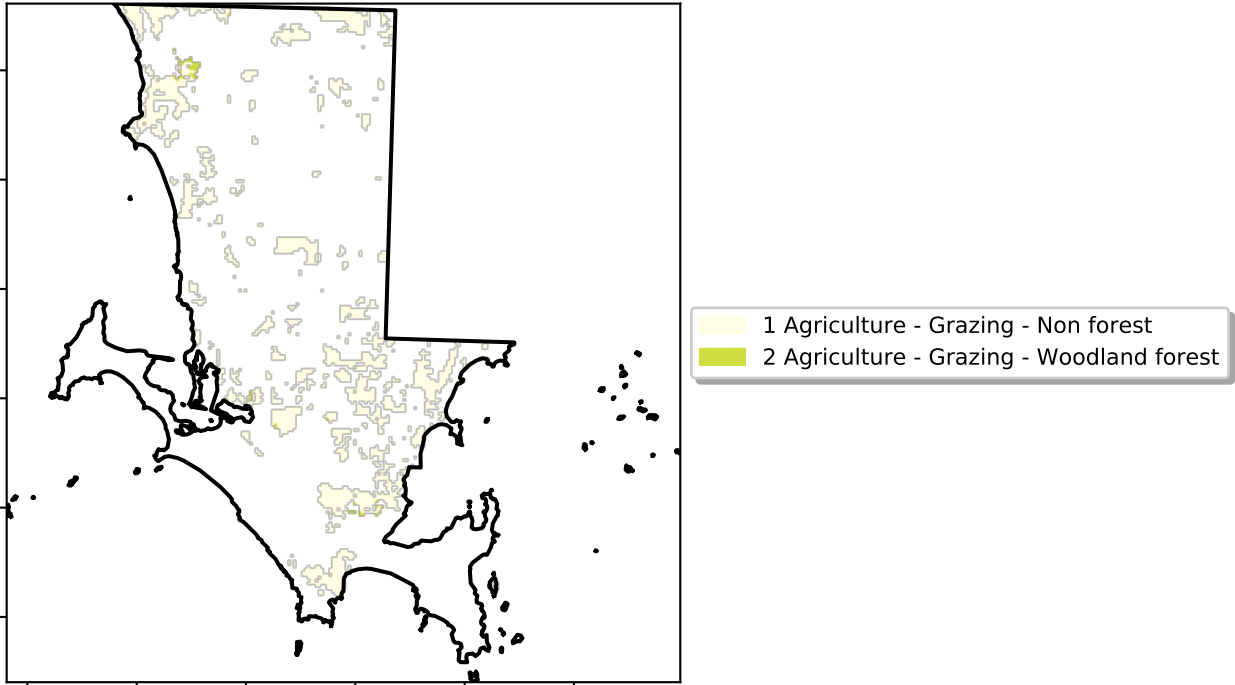 1 Agriculture - Grazing - Non forest
2 Agriculture - Grazing - Woodland forest